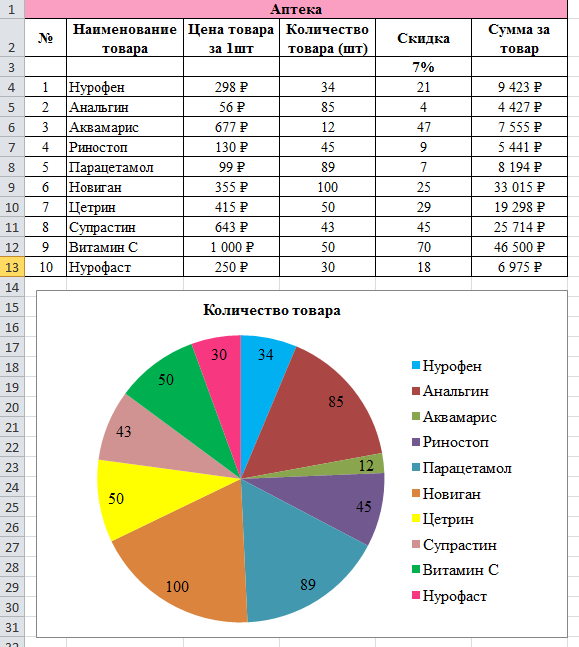 1 Аптека
2 № Наименование товара Цена товара за 1шт Количество товара (шт) Скидка Сумма за товар
3 7%
4 1 Нурофен 298 ₽ 34 21 9 423 ₽
5 2 Анальгин 56 ₽ 85 4 4 427 ₽
6 3 Аквамарис 677 ₽ 12 47 7 555 ₽
7 4 Риностоп 130 ₽ 45 9 5 441 ₽
8 5 Парацетамол 99 ₽ 89 7 8 194 ₽
9 6 Новиган 355 ₽ 100 25 33 015 ₽
10 7 Цетрин 415 ₽ 50 29 19 298 ₽
11 8 Супрастин 643 ₽ 43 45 25 714 ₽
12 9 Витамин С 1 000 ₽ 50 70 46 500 ₽
13 10 Нурофаст 250 ₽ 30 18 6 975 ₽
14
15 Количество товара
16
17 30 34
18 50 Нурофен
19 85 Анальгин
20 Аквамарис
21 43 Риностоп
22 12 Парацетамол
23 50 45 Новиган
24 Цетрин
25 100 89 Супрастин
26 Витамин С
27 Нурофаст
28
29
30
31